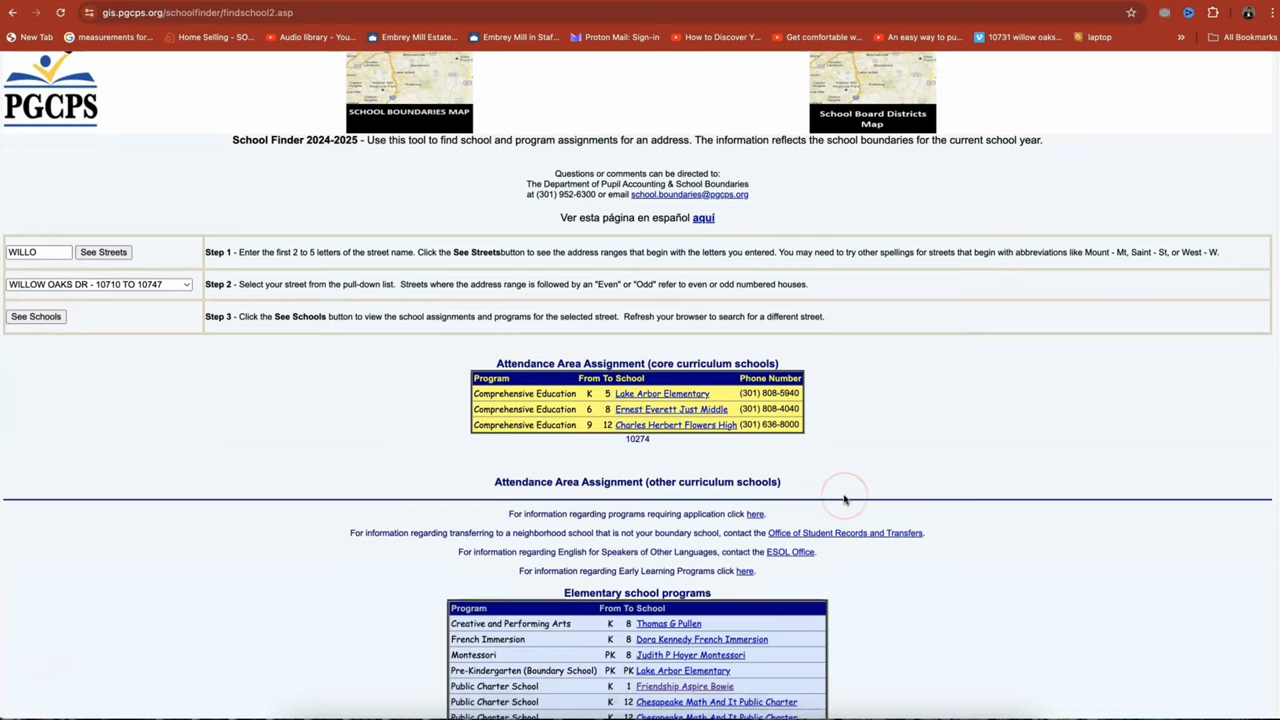 gis.pgcps.org/schoolfinder/findschool2.asp
New Tab measurements for... Home Selling - SO... Audio library - You... Embrey Mill Estate... Embrey Mill in Staf... Proton Mail: Sign-in How to Discover Y... Get comfortable w... An easy way to pu... 10731 willow oaks... laptop » All Bookmarks
PGCPS
SCHOOL BOUNDARIES MAP
School Board Districts
Map
School Finder 2024-2025 - Use this tool to find school and program assignments for an address. The information reflects the school boundaries for the current school year.
Questions or comments can be directed to:
The Department of Pupil Accounting & School Boundaries
at (301) 952-6300 or email school.boundaries@pgcps.org
Ver esta página en español aquí
WILLO See Streets Step 1 - Enter the first 2 to 5 letters of the street name. Click the See Streetsbutton to see the address ranges that begin with the letters you entered. You may need to try other spellings for streets that begin with abbreviations like Mount - Mt, Saint - St, or West - W.
WILLOW OAKS DR - 10710 TO 10747 Step 2 - Select your street from the pull-down list. Streets where the address range is followed by an "Even" or "Odd" refer to even or odd numbered houses.
See Schools Step 3 - Click the See Schools button to view the school assignments and programs for the selected street. Refresh your browser to search for a different street.
Attendance Area Assignment (core curriculum schools)
Program From To School Phone Number
Comprehensive Education K 5 Lake Arbor Elementary (301) 808-5940
Comprehensive Education 6 8 Ernest Everett Just Middle (301) 808-4040
Comprehensive Education 9 12 Charles Herbert Flowers High (301) 636-8000
10274
Attendance Area Assignment (other curriculum schools)
For information regarding programs requiring application click here.
For information regarding transferring to a neighborhood school that is not your boundary school, contact the Office of Student Records and Transfers.
For information regarding English for Speakers of Other Languages, contact the ESOL Office.
For information regarding Early Learning Programs click here.
Elementary school programs
Program From To School
Creative and Performing Arts K 8 Thomas G Pullen
French Immersion K 8 Dora Kennedy French Immersion
Montessori PK 8 Judith P Hoyer Montessori
Pre-Kindergarten (Boundary School) PK PK Lake Arbor Elementary
Public Charter School K 1 Friendship Aspire Bowie
Public Charter School K 12 Chesapeake Math And It Public Charter
Public Charter School K 12 Chesapeake Math And It Public Charter